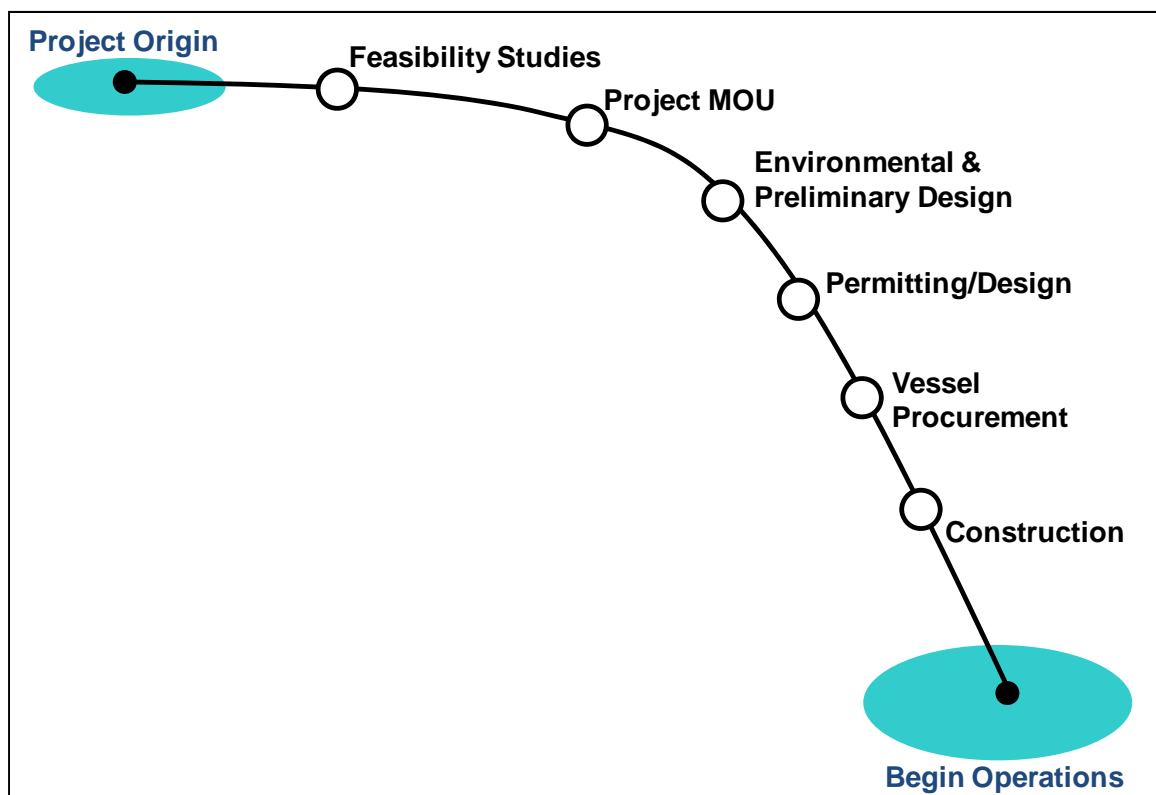 Project Origin
Feasibility Studies
Project MOU
Environmental &
Preliminary Design
Permitting/Design
Vessel
Procurement
Construction
Begin Operations